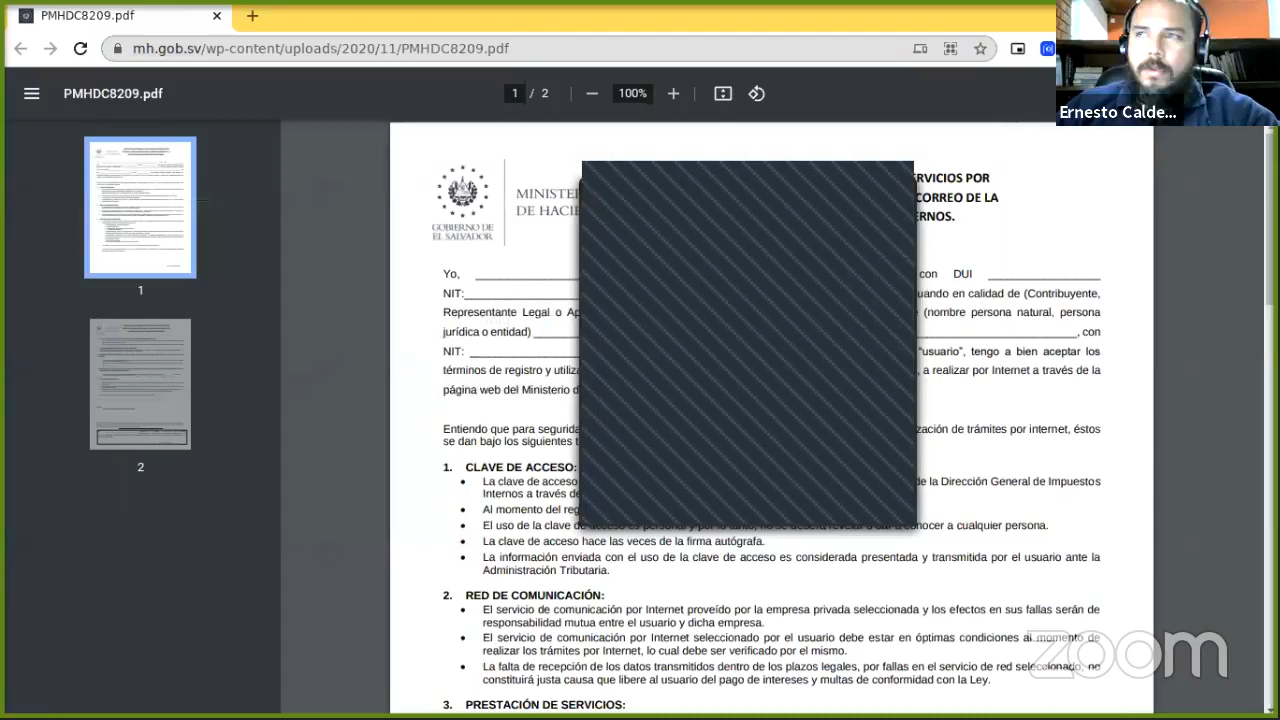 PMHDC8209.pdf
mh.gob.sv/wp-content/uploads/2020/11/PMHDC8209.pdf
PMHDC8209.pdf
1 / 2
100%
Ernesto Calde...
1
2
GOBIERNO DE
EL SALVADOR
MINISTE
DE HACIE
RVICIOS POR
CORREO DE LA
ERNOS.
Yo, con DUI
NIT: uando en calidad de (Contribuyente,
Representante Legal o Ap (nombre persona natural, persona
jurídica o entidad) , con
NIT: "usuario", tengo a bien aceptar los
términos de registro y utiliza , a realizar por Internet a través de la
página web del Ministerio d
Entiendo que para segurida zación de trámites por internet, éstos
se dan bajo los siguientes t
1. CLAVE DE ACCESO:
• La clave de acceso de la Dirección General de Impuestos
Internos a través de
• Al momento del reg
• El uso de la clave de acceso es personal y por lo tanto, no se deberá revelar o dar a conocer a cualquier persona.
• La clave de acceso hace las veces de la firma autógrafa.
• La información enviada con el uso de la clave de acceso es considerada presentada y transmitida por el usuario ante la
Administración Tributaria.
2. RED DE COMUNICACIÓN:
• El servicio de comunicación por Internet proveído por la empresa privada seleccionada y los efectos en sus fallas serán de
responsabilidad mutua entre el usuario y dicha empresa.
• El servicio de comunicación por Internet seleccionado por el usuario debe estar en óptimas condiciones al momento de
realizar los trámites por Internet, lo cual debe ser verificado por el mismo.
• La falta de recepción de los datos transmitidos dentro de los plazos legales, por fallas en el servicio de red seleccionado, no
constituirá justa causa que libere al usuario del pago de intereses y multas de conformidad con la Ley.
3. PRESTACIÓN DE SERVICIOS:
zoom